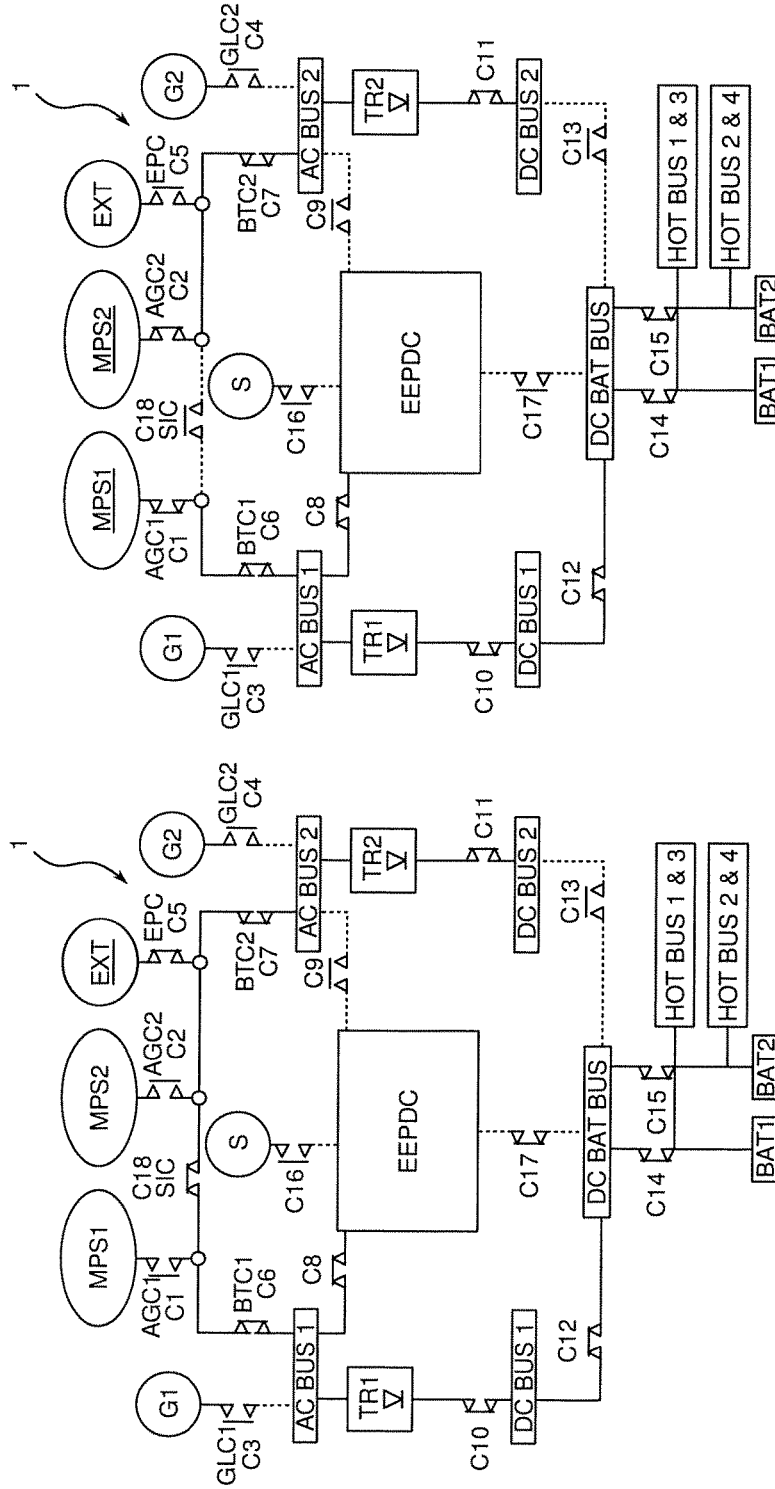 1
MPS1
MPS2
EXT
AGC1
C1
C18
SIC
AGC2
C2
EPC
C5
G1
G2
GLC1
C3
BTC1
C6
S
C16
BTC2
C7
GLC2
C4
AC BUS 1
C8
C9
AC BUS 2
TR1
EEPDC
TR2
C10
C17
C11
DC BUS 1
DC BUS 2
C12
C13
DC BAT BUS
C14
C15
HOT BUS 1 & 3
HOT BUS 2 & 4
BAT1
BAT2
1
MPS1
MPS2
EXT
AGC1
C1
C18
SIC
AGC2
C2
EPC
C5
G1
G2
GLC1
C3
BTC1
C6
S
C16
BTC2
C7
GLC2
C4
AC BUS 1
C8
C9
AC BUS 2
TR1
EEPDC
TR2
C10
C17
C11
DC BUS 1
DC BUS 2
C12
C13
DC BAT BUS
C14
C15
HOT BUS 1 & 3
HOT BUS 2 & 4
BAT1
BAT2